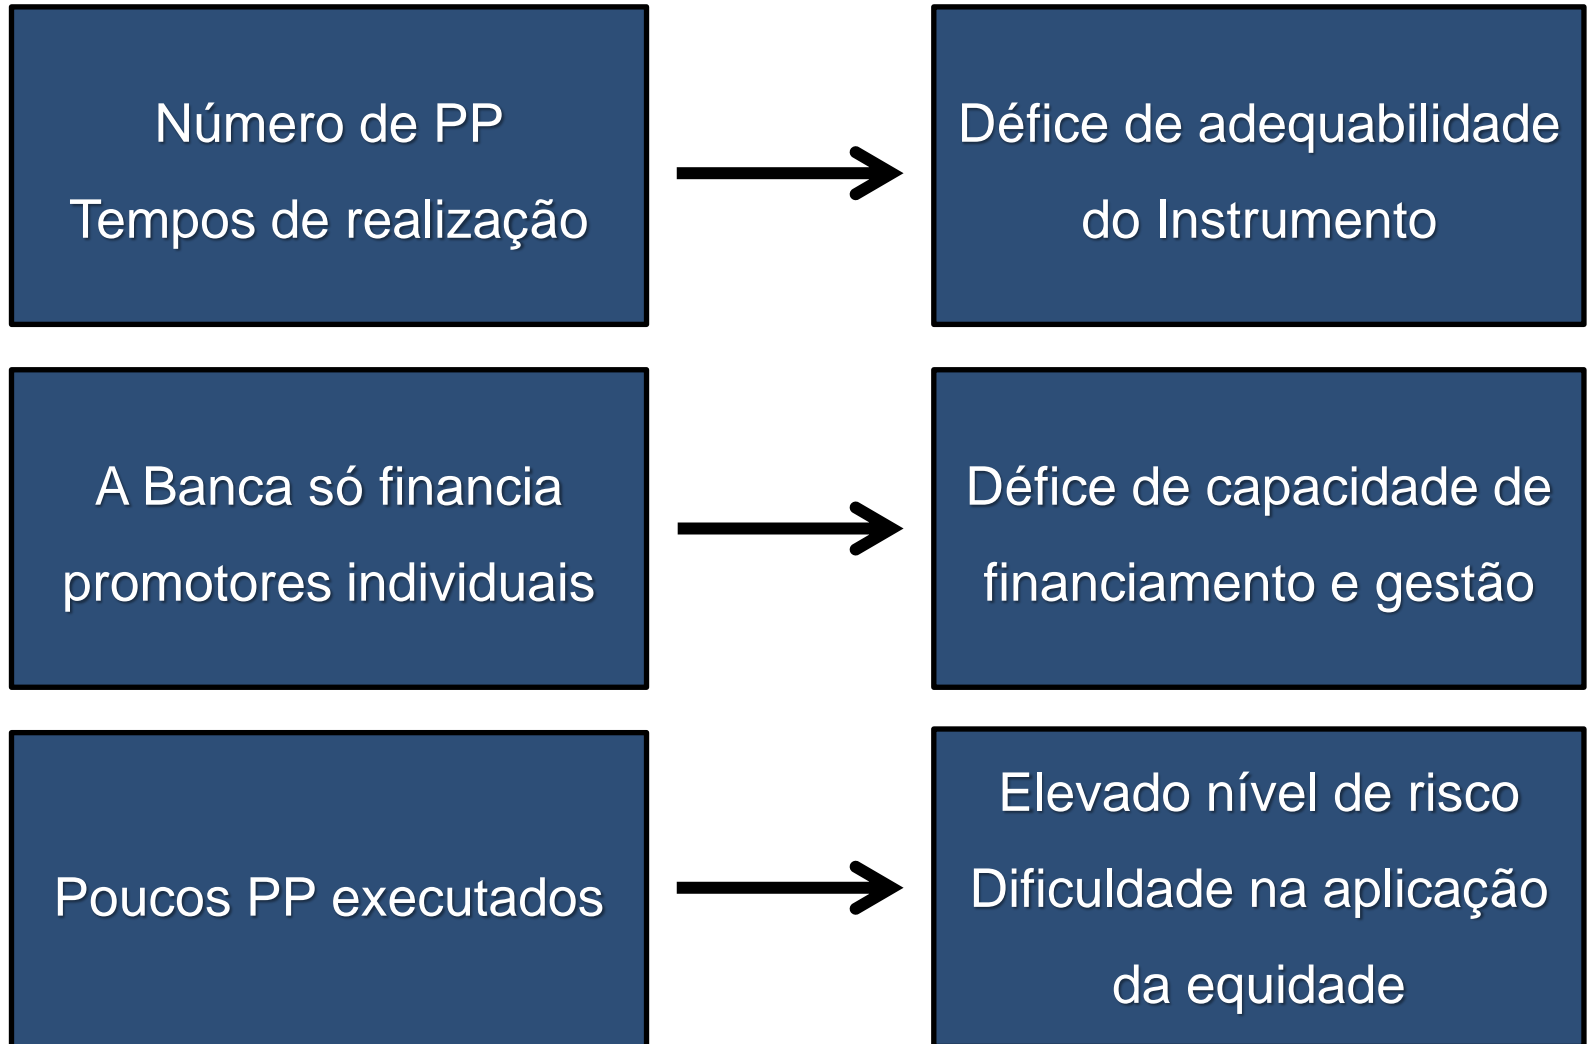 Número de PP
Tempos de realização
Défice de adequabilidade
do Instrumento
A Banca só financia
promotores individuais
Défice de capacidade de
financiamento e gestão
Poucos PP executados
Elevado nível de risco
Dificuldade na aplicação
da equidade